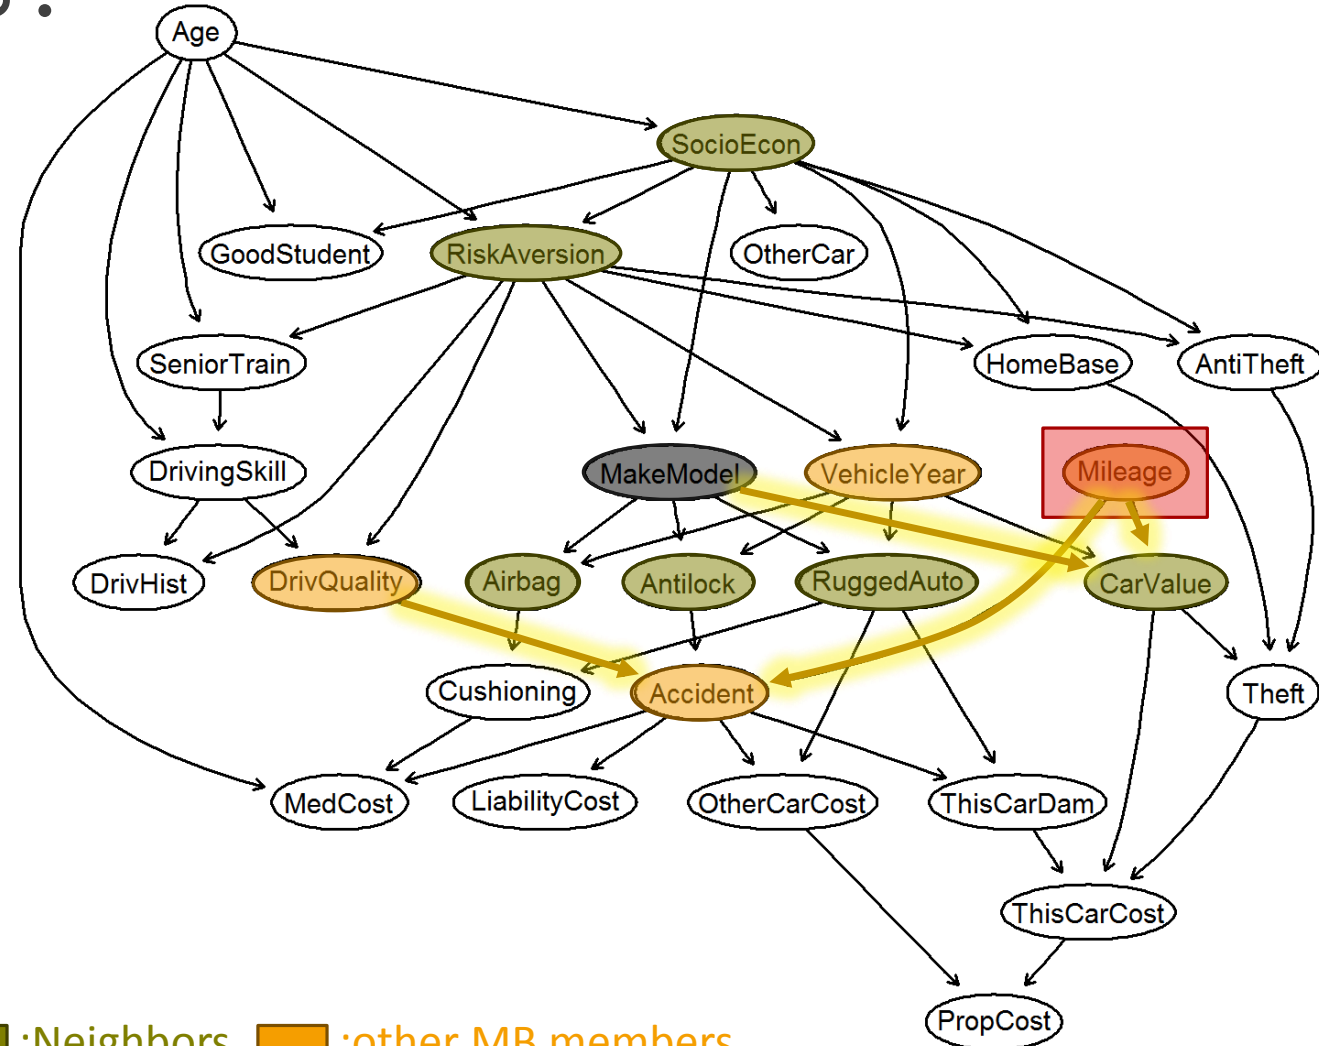 Age
SocioEcon
GoodStudent
RiskAversion
OtherCar
SeniorTrain
HomeBase
AntiTheft
DrivingSkill
MakeModel
VehicleYear
Mileage
DrivHist
DrivQuality
Airbag
Antilock
RuggedAuto
CarValue
Cushioning
Accident
Theft
MedCost
LiabilityCost
OtherCarCost
ThisCarDam
ThisCarCost
PropCost
:Neighbors :other MB members